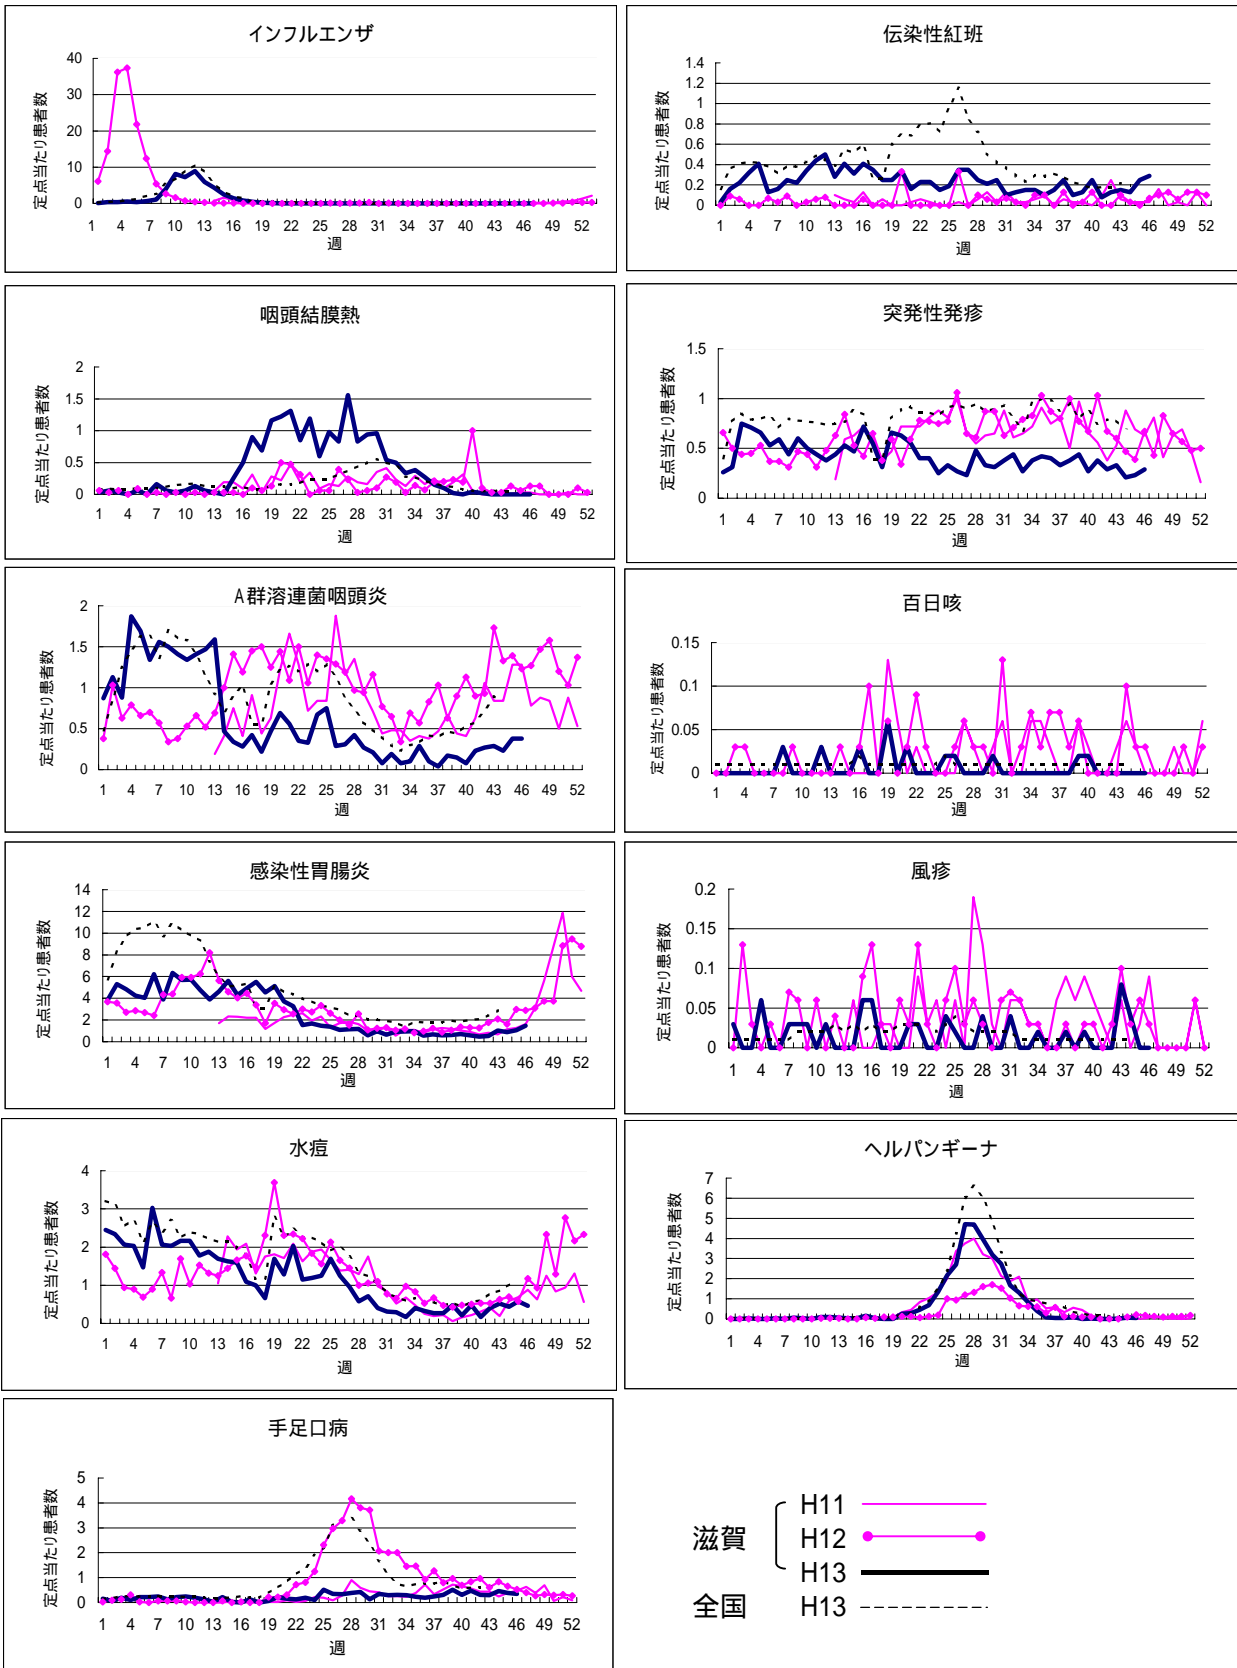 インフルエンザ
定点当たり患者数
40
30
20
10
0
1 4 7 10 13 16 19 22 25 28 31 34 37 40 43 46 49 52
週
伝染性紅斑
定点当たり患者数
1.4
1.2
1
0.8
0.6
0.4
0.2
0
1 4 7 10 13 16 19 22 25 28 31 34 37 40 43 46 49 52
週
咽頭結膜熱
定点当たり患者数
2
1.5
1
0.5
0
1 4 7 10 13 16 19 22 25 28 31 34 37 40 43 46 49 52
週
突発性発疹
定点当たり患者数
1.5
1
0.5
0
1 4 7 10 13 16 19 22 25 28 31 34 37 40 43 46 49 52
週
A群溶連菌咽頭炎
定点当たり患者数
2
1.5
1
0.5
0
1 4 7 10 13 16 19 22 25 28 31 34 37 40 43 46 49 52
週
百日咳
定点当たり患者数
0.15
0.1
0.05
0
1 4 7 10 13 16 19 22 25 28 31 34 37 40 43 46 49 52
週
感染性胃腸炎
定点当たり患者数
14
12
10
8
6
4
2
0
1 4 7 10 13 16 19 22 25 28 31 34 37 40 43 46 49 52
週
風疹
定点当たり患者数
0.2
0.15
0.1
0.05
0
1 4 7 10 13 16 19 22 25 28 31 34 37 40 43 46 49 52
週
水痘
定点当たり患者数
4
3
2
1
0
1 4 7 10 13 16 19 22 25 28 31 34 37 40 43 46 49 52
週
ヘルパンギーナ
定点当たり患者数
7
6
5
4
3
2
1
0
1 4 7 10 13 16 19 22 25 28 31 34 37 40 43 46 49 52
週
手足口病
定点当たり患者数
5
4
3
2
1
0
1 4 7 10 13 16 19 22 25 28 31 34 37 40 43 46 49 52
週
滋賀
H11
H12
H13
全国 H13